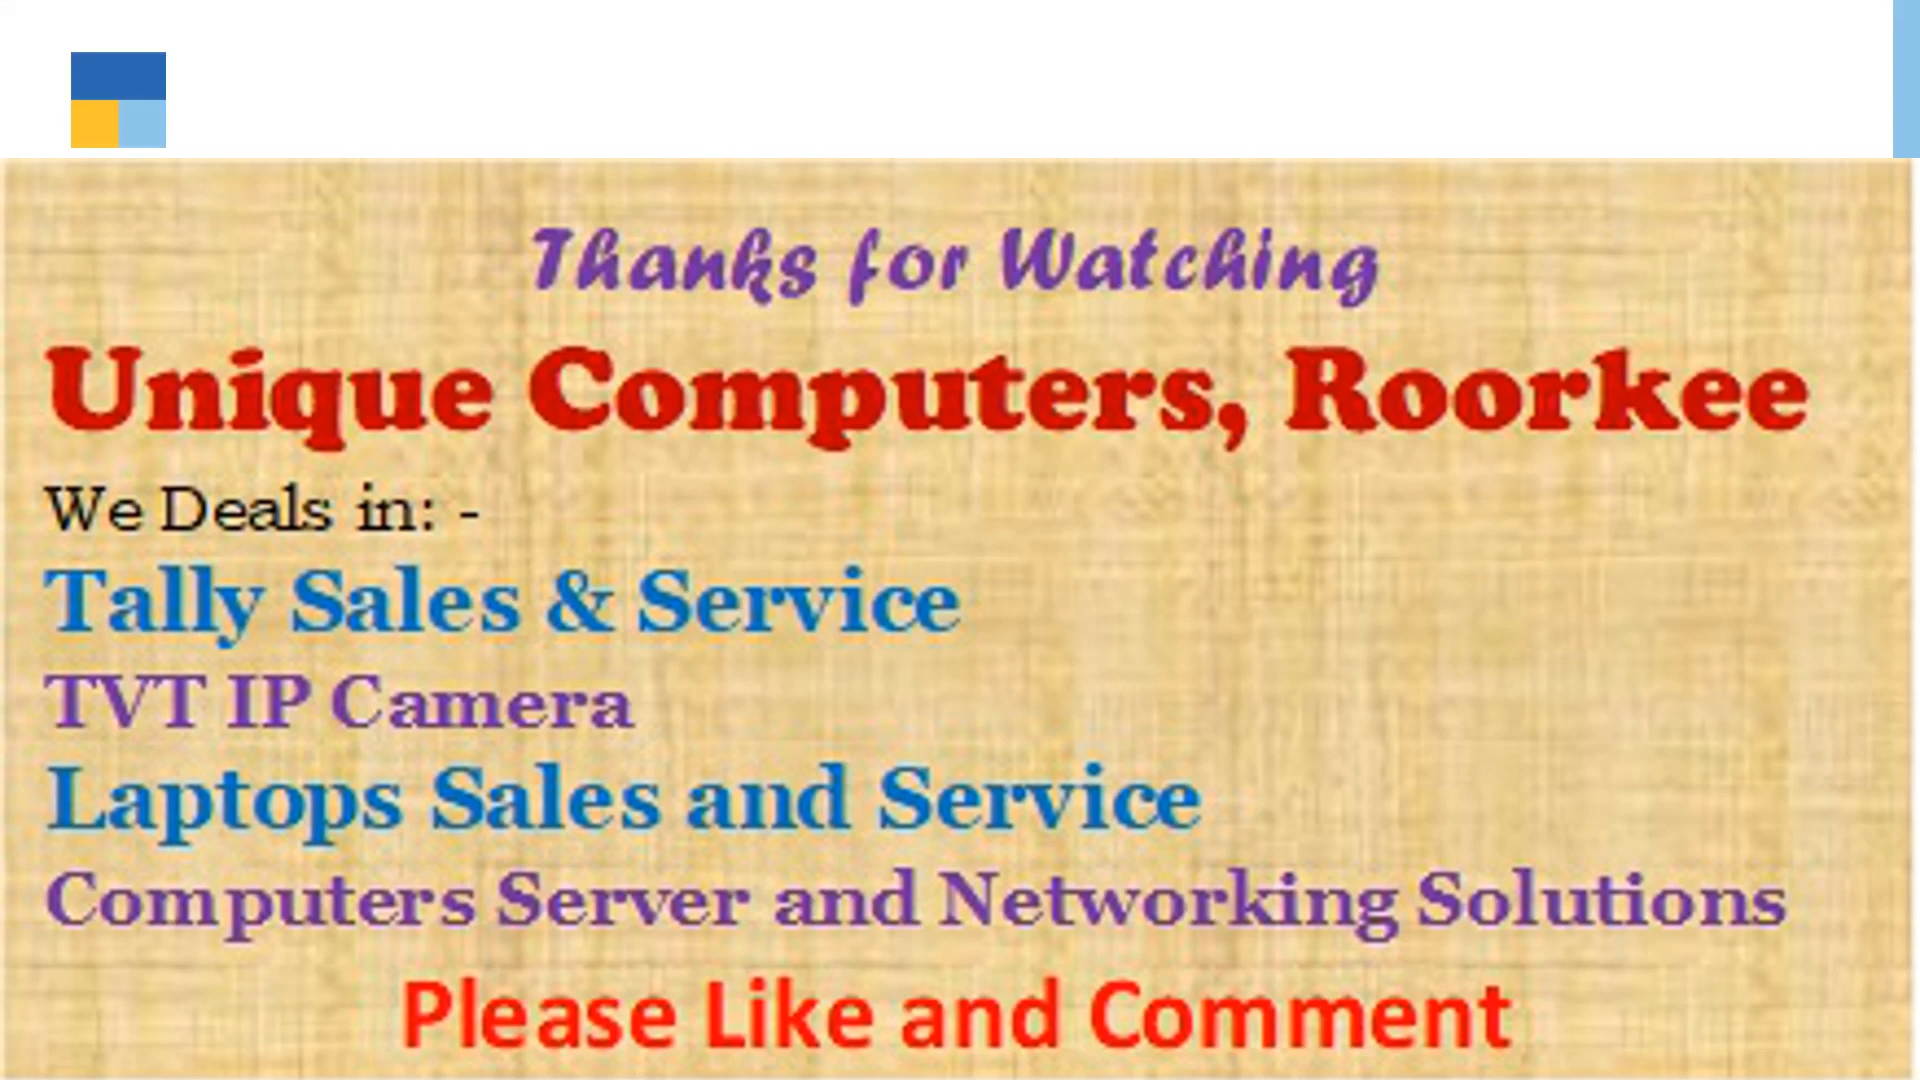 Thanks for Watching
Unique Computers, Roorkee
We Deals in: -
Tally Sales & Service
TVT IP Camera
Laptops Sales and Service
Computers Server and Networking Solutions
Please Like and Comment